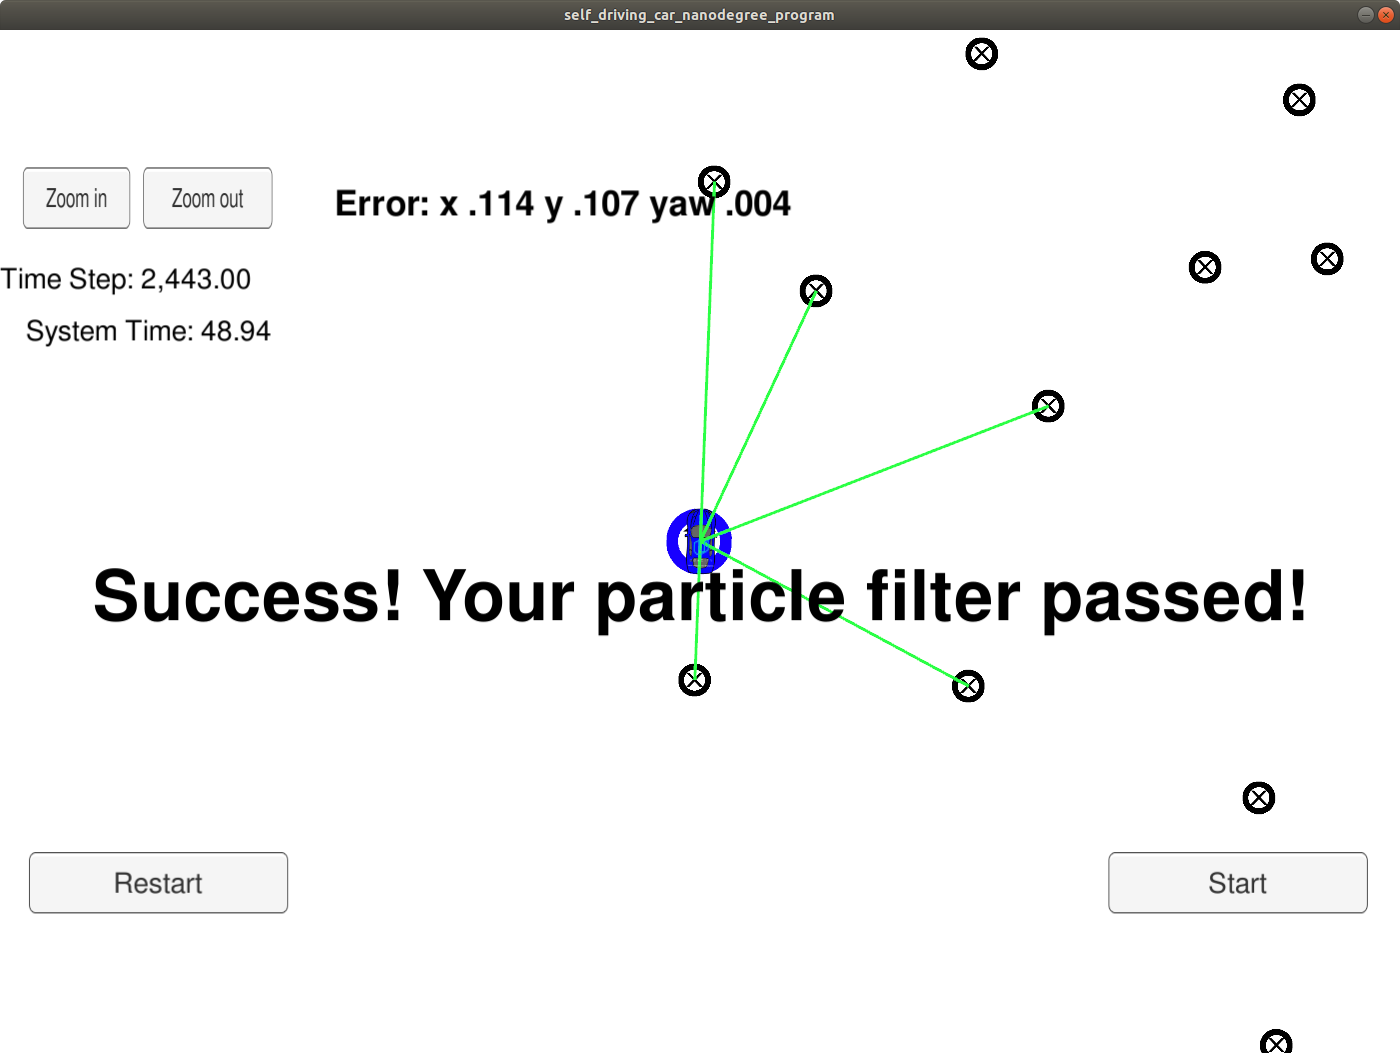 self_driving_car_nanodegree_program
Zoom in
Zoom out
Error: x .114 y .107 yaw .004
Time Step: 2,443.00
System Time: 48.94
Success! Your particle filter passed!
Restart
Start